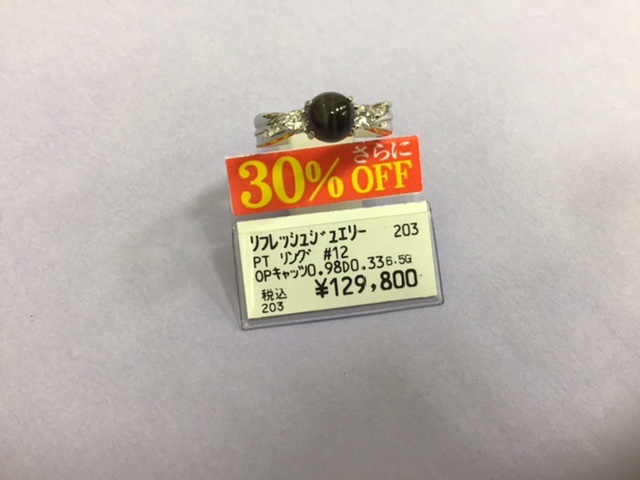 さらに
30% OFF
リフレッシュジュエリー 203
PT リング #12
OPキャッツ0.98D0.33 6.5G
税込 ¥129,800
203